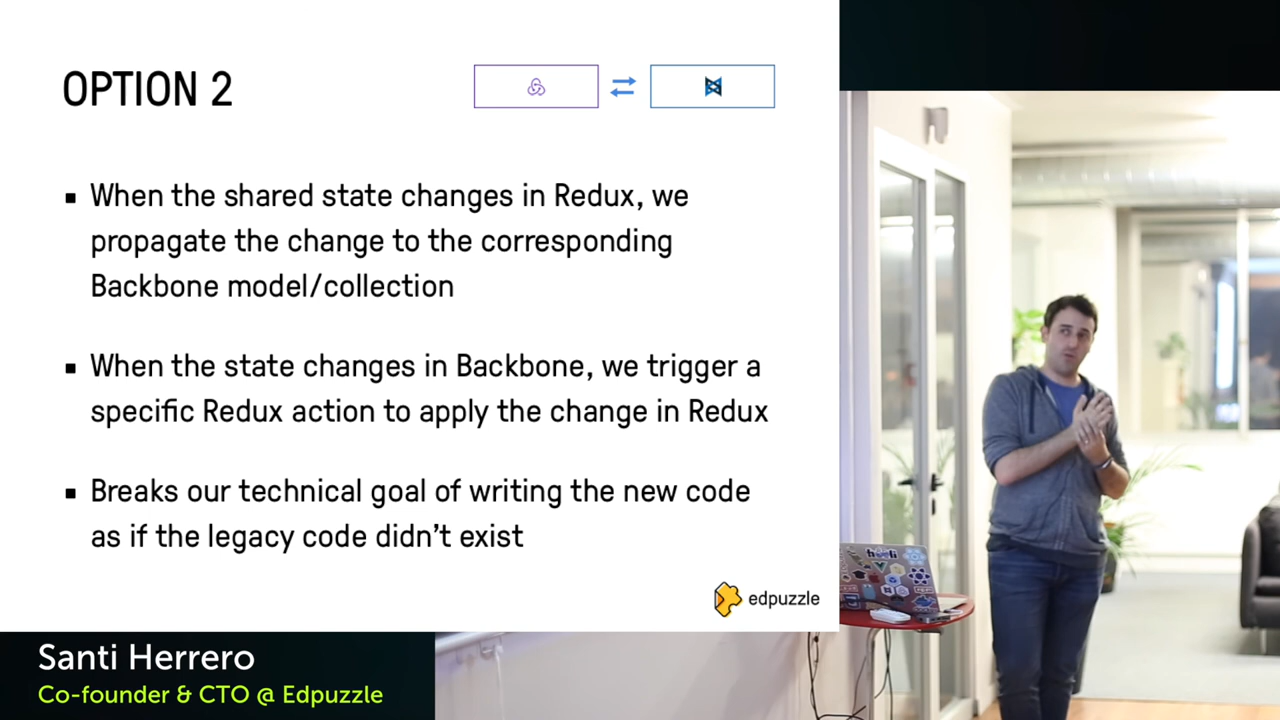 OPTION 2
▪ When the shared state changes in Redux, we
propagate the change to the corresponding
Backbone model/collection
▪ When the state changes in Backbone, we trigger a
specific Redux action to apply the change in Redux
▪ Breaks our technical goal of writing the new code
as if the legacy code didn't exist
edpuzzle
Santi Herrero
Co-founder & CTO @ Edpuzzle